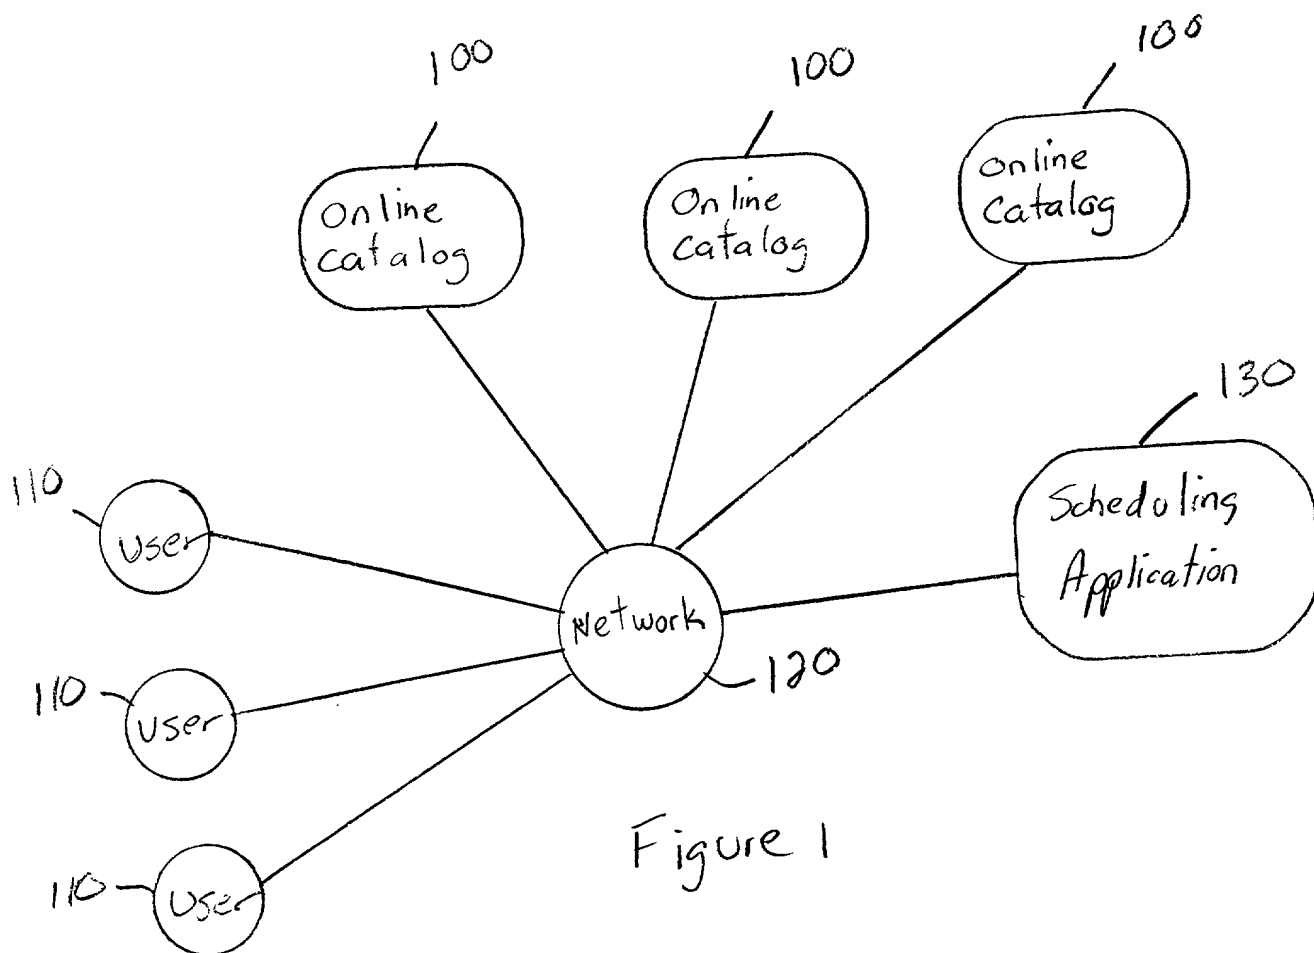 100
100
100
Online
Catalog
Online
Catalog
Online
Catalog
130
Scheduling
Application
110
User
Network
120
110
User
110
User
Figure 1